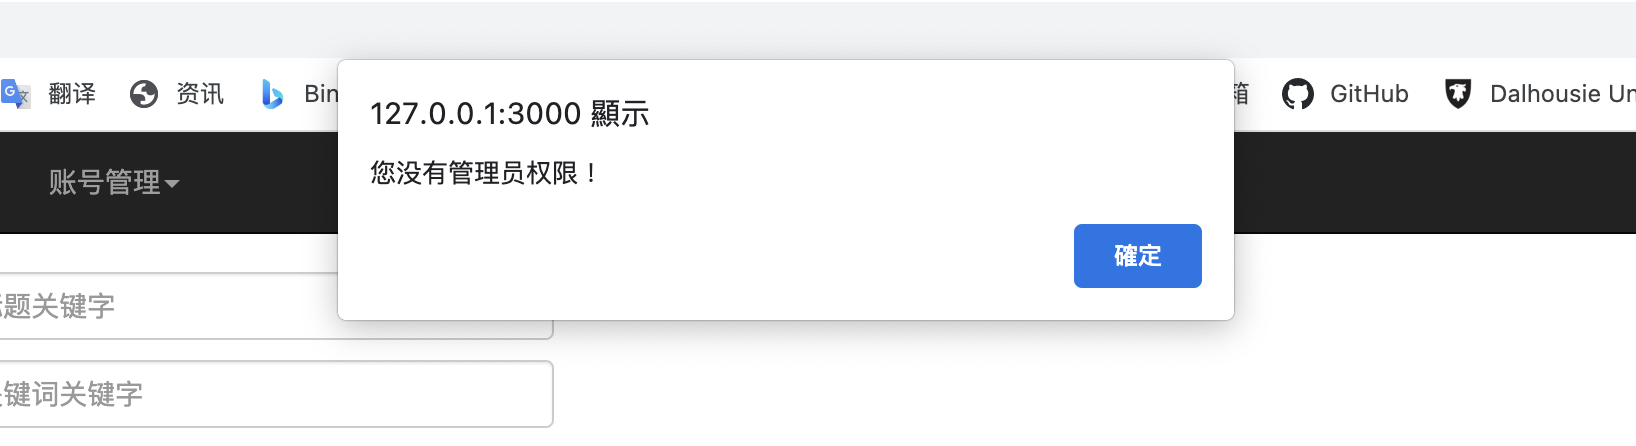 翻译 资讯 Bin 箱 GitHub Dalhousie Un
127.0.0.1:3000 顯示
您没有管理员权限！
账号管理
確定
标题关键字
关键词关键字